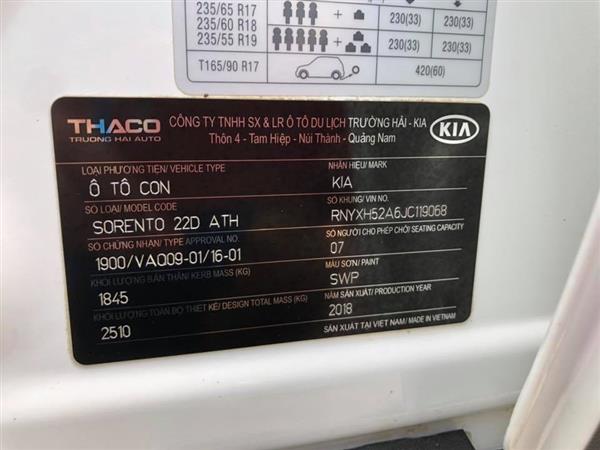 235/65 R17
235/60 R18
235/55 R19
+
+
230(33) 230(33)
230(33) 230(33)
T165/90 R17
420(60)
THACO
TRUONG HAI AUTO
CÔNG TY TNHH SX & LR Ô TÔ DU LỊCH TRƯỜNG HẢI - KIA
Thôn 4 - Tam Hiệp - Núi Thành - Quảng Nam
KIA
LOẠI PHƯƠNG TIỆN/ VEHICLE TYPE
Ô TÔ CON
NHÃN HIỆU/ MARK
KIA
SỐ LOẠI/ MODEL CODE
SORENTO 22D ATH
SỐ KHUNG/ VIN NO.
RNYXH52A6JC119068
SỐ CHỨNG NHẬN/ TYPE APPROVAL NO.
1900/VAQ09-01/16-01
SỐ NGƯỜI CHO PHÉP CHỞ/ SEATING CAPACITY
07
KHỐI LƯỢNG BẢN THÂN/ KERB MASS (KG)
1845
MÀU SƠN/ PAINT
SWP
KHỐI LƯỢNG TOÀN BỘ THIẾT KẾ/ DESIGN TOTAL MASS (KG)
2510
NĂM SẢN XUẤT/ PRODUCTION YEAR
2018
SẢN XUẤT TẠI VIỆT NAM/ MADE IN VIETNAM